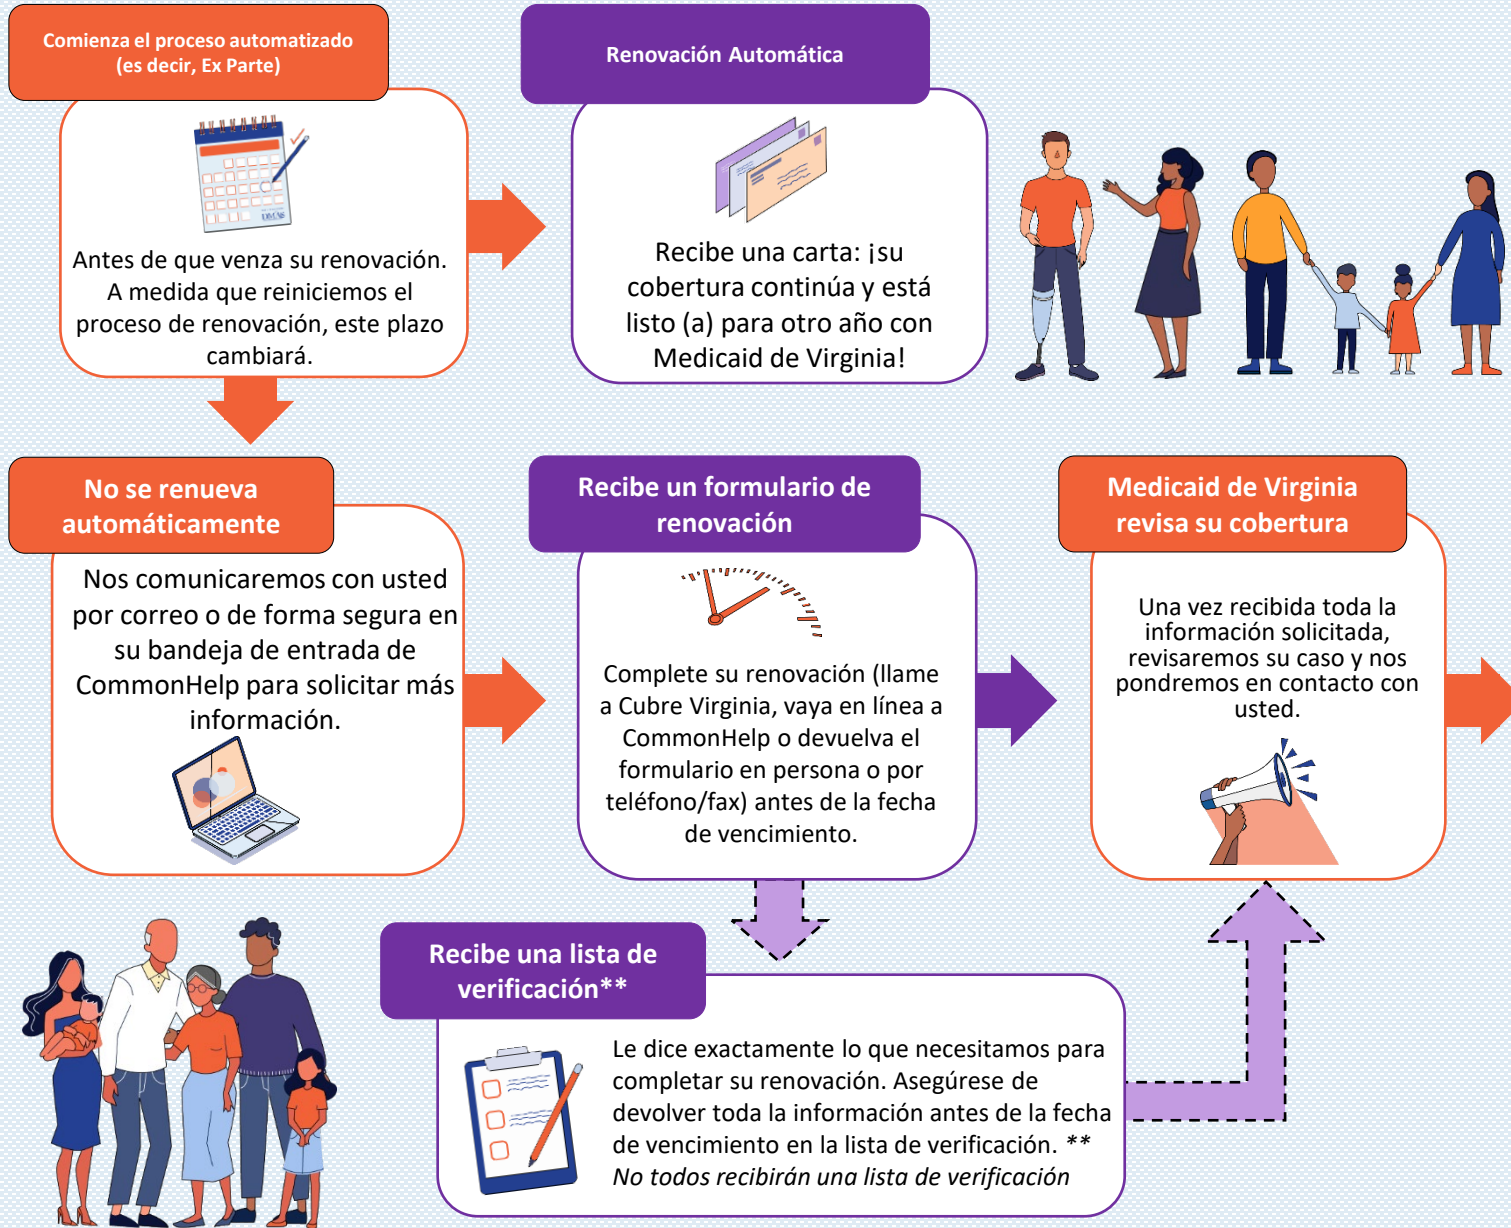 Comienza el proceso automatizado
(es decir, Ex Parte)
DMAS
Antes de que venza su renovación.
A medida que reiniciemos el
proceso de renovación, este plazo
cambiará.
Renovación Automática
Recibe una carta: ¡su
cobertura continúa y está
listo (a) para otro año con
Medicaid de Virginia!
No se renueva
automáticamente
Nos comunicaremos con usted
por correo o de forma segura en
su bandeja de entrada de
CommonHelp para solicitar más
información.
Recibe un formulario de
renovación
Complete su renovación (llame
a Cubre Virginia, vaya en línea a
CommonHelp o devuelva el
formulario en persona o por
teléfono/fax) antes de la fecha
de vencimiento.
Medicaid de Virginia
revisa su cobertura
Una vez recibida toda la
información solicitada,
revisaremos su caso y nos
pondremos en contacto con
usted.
Recibe una lista de
verificación**
Le dice exactamente lo que necesitamos para
completar su renovación. Asegúrese de
devolver toda la información antes de la fecha
de vencimiento en la lista de verificación. **
No todos recibirán una lista de verificación